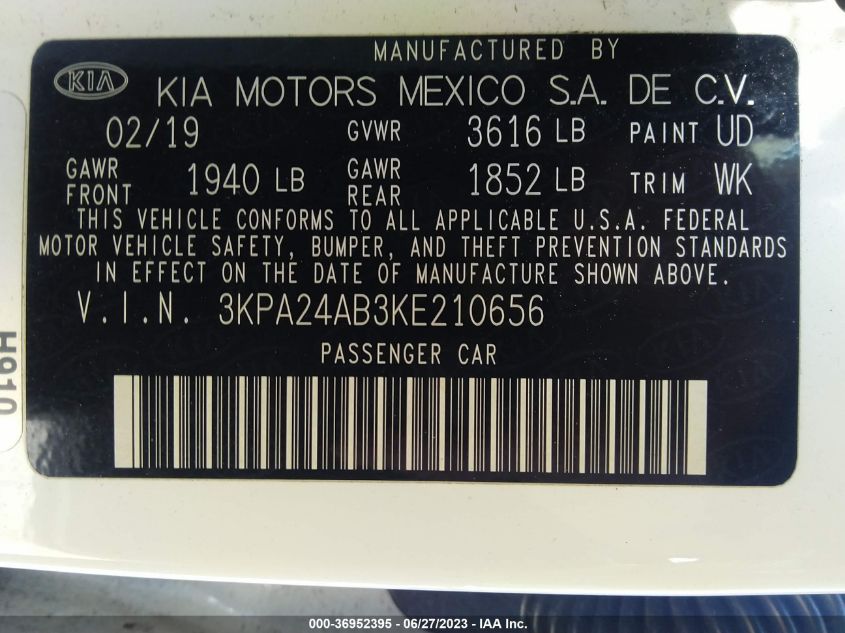 MANUFACTURED BY
KIA KIA MOTORS MEXICO S.A. DE C.V.
02/19 GVWR 3616 LB PAINT UD
GAWR FRONT 1940 LB GAWR REAR 1852 LB TRIM WK
THIS VEHICLE CONFORMS TO ALL APPLICABLE U.S.A. FEDERAL
MOTOR VEHICLE SAFETY, BUMPER, AND THEFT PREVENTION STANDARDS
IN EFFECT ON THE DATE OF MANUFACTURE SHOWN ABOVE.
V.I.N. 3KPA24AB3KE210656
PASSENGER CAR
H910
000-36952395 - 06/27/2023 - IAA Inc.